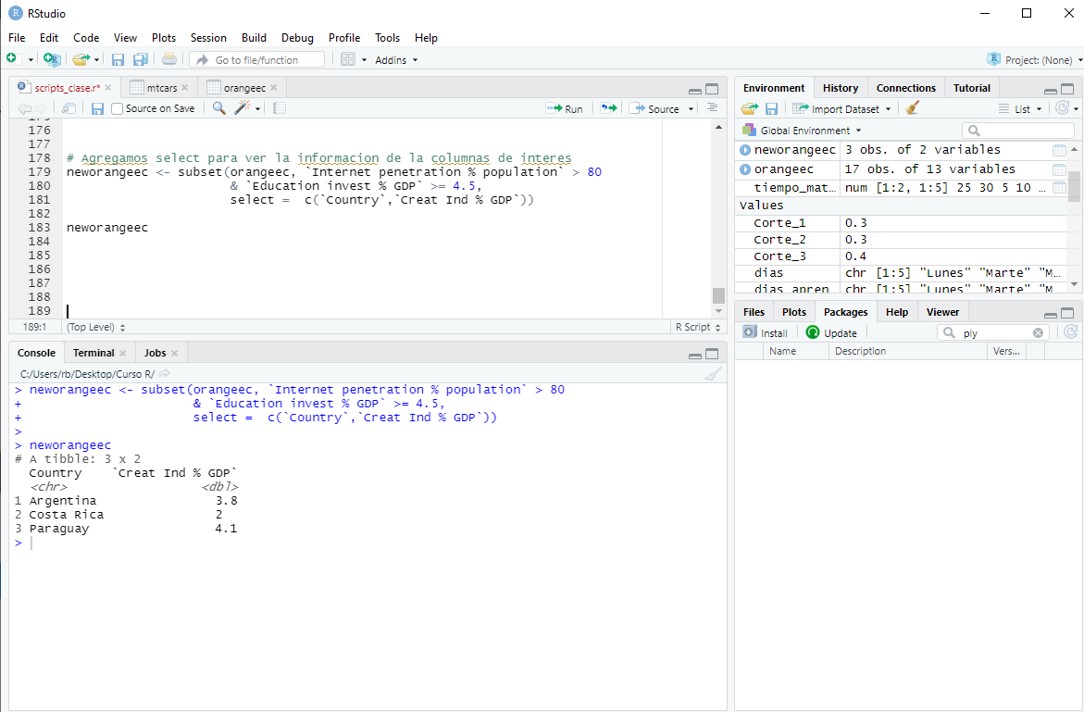 RStudio
File Edit Code View Plots Session Build Debug Profile Tools Help
Go to file/function Addins Project: (None)
scripts_clase.r* mtcars orangeec
Source on Save Run Source
176
177
178 # Agregamos select para ver la informacion de la columnas de interes
179 neworangeec <- subset(orangeec, `Internet penetration % population` > 80
180 & `Education invest % GDP` >= 4.5,
181 select = c(`Country`,`Creat Ind % GDP`))
182
183 neworangeec
184
185
186
187
188
189
189:1 (Top Level) R Script
Console Terminal Jobs
C:/Users/rb/Desktop/Curso R/
> neworangeec <- subset(orangeec, `Internet penetration % population` > 80
+ & `Education invest % GDP` >= 4.5,
+ select = c(`Country`,`Creat Ind % GDP`))
>
> neworangeec
# A tibble: 3 x 2
Country `Creat Ind % GDP`
<chr> <dbl>
1 Argentina 3.8
2 Costa Rica 2
3 Paraguay 4.1
>
Environment History Connections Tutorial
Import Dataset List
Global Environment
neworangeec 3 obs. of 2 variables
orangeec 17 obs. of 13 variables
tiempo_mat... num [1:2, 1:5] 25 30 5 10 ...
Values
Corte_1 0.3
Corte_2 0.3
Corte_3 0.4
dias chr [1:5] "Lunes" "Marte" "M...
dias_apren chr [1:5] "Lunes" "Marte" "M
Files Plots Packages Help Viewer
Install Update ply
Name Description Vers...